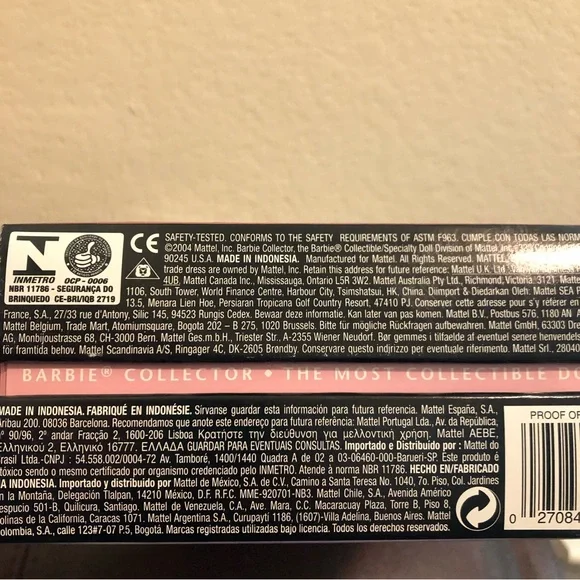 SAFETY-TESTED. CONFORMS TO THE SAFETY REQUIREMENTS OF ASTM F963. CUMPLE CON TODAS LAS NORM
©2004 Mattel, Inc. Barbie Collector, the Barbie® Collectible/Specialty Doll Division of Mattel, Inc.
90245 U.S.A. MADE IN INDONESIA. Manufactured for Mattel. All Rights Reserved. MATTEL
trade dress are owned by Mattel, Inc. Retain this address for future reference: Mattel U.K. Ltd.
4UB. Mattel Canada Inc., Mississauga, Ontario L5R 3W2. Mattel Australia Pty. Ltd., Richmond, Victoria. 3121. Mattel
1106, South Tower, World Finance Centre, Harbour City, Tsimshatsui, HK, China. Diimport & Diedarkan Oleh: Mattel SEA
13.5, Menara Lien Hoe, Persiaran Tropicana Golf Country Resort, 47410 PJ. Conserver cette adresse pour s'y référer en
France, S.A., 27/33 rue d'Antony, Silic 145, 94523 Rungis Cedex. Bewaar deze informatie. Kan later van pas komen. Mattel B.V., Postbus 576, 1180 AN
Mattel Belgium, Trade Mart, Atomiumsquare, Bogota 202 - B 275, 1020 Brussels. Bitte für mögliche Rückfragen aufbewahren. Mattel GmbH, 63303 Drei
AG, Monbijoustrasse 68, CH-3000 Bern. Mattel Ges.m.b.H., Triester Str., A-2355 Wiener Neudorf. Bør gemmes i tilfælde af eventuel senere henvendelse
för framtida behov. Mattel Scandinavia A/S, Ringager 4C, DK-2605 Brøndby. Conservare questo indirizzo per riferimenti futuri. Mattel Srl., 28040
N
INMETRO OCP - 0006
NBR 11786 - SEGURANÇA DO
BRINQUEDO CE-BRI/IQB 2719
CE
BARBIE® COLLECTOR • THE MOST COLLECTIBLE DO
MADE IN INDONESIA. FABRIQUÉ EN INDONÉSIE. Sírvanse guardar esta información para futura referencia. Mattel España, S.A.,
Aribau 200. 08036 Barcelona. Recomendamos que anote este endereço para futura referência: Mattel Portugal Lda., Av. da República,
nº 90/96, 2º andar Fracção 2, 1600-206 Lisboa Κρατήστε την διεύθυνση για μελλοντική χρήση. Mattel AEBE,
Ελληνικού 2, Ελληνικό 16777. ΕΛΛΑΔΑ GUARDAR PARA EVENTUAIS CONSULTAS. Importado e Distribuido por : Mattel do
Brasil Ltda.-CNPJ : 54.558.002/0004-72 Av. Tamboré, 1400/1440 Quadra A de 02 a 03-06460-000-Barueri-SP. Este produto é
atóxico sendo o mesmo certificado por organismo credenciado pelo INMETRO. Atende à norma NBR 11786. HECHO EN/FABRICADO
NA INDONESIA. Importado y distribuido por Mattel de México, S.A. de C.V., Camino a Santa Teresa No. 1040, 7o. Piso, Col. Jardines
en la Montaña, Delegación Tlalpan, 14210 México, D.F. R.F.C. MME-920701-NB3. Mattel Chile, S.A., Avenida Américo
Vespucio 501-B, Quilicura, Santiago. Mattel de Venezuela, C.A., Ave. Mara, C.C. Macaracuay Plaza, Torre B, Piso 8,
Colinas de la California, Caracas 1071. Mattel Argentina S.A., Curupaytí 1186, (1607)-Villa Adelina, Buenos Aires. Mattel
Colombia, S.A., calle 123#7-07 P.5, Bogotá. Marcas registradas utilizadas bajo licencia. Todos los derechos reservados.
PROOF OF
0 27084